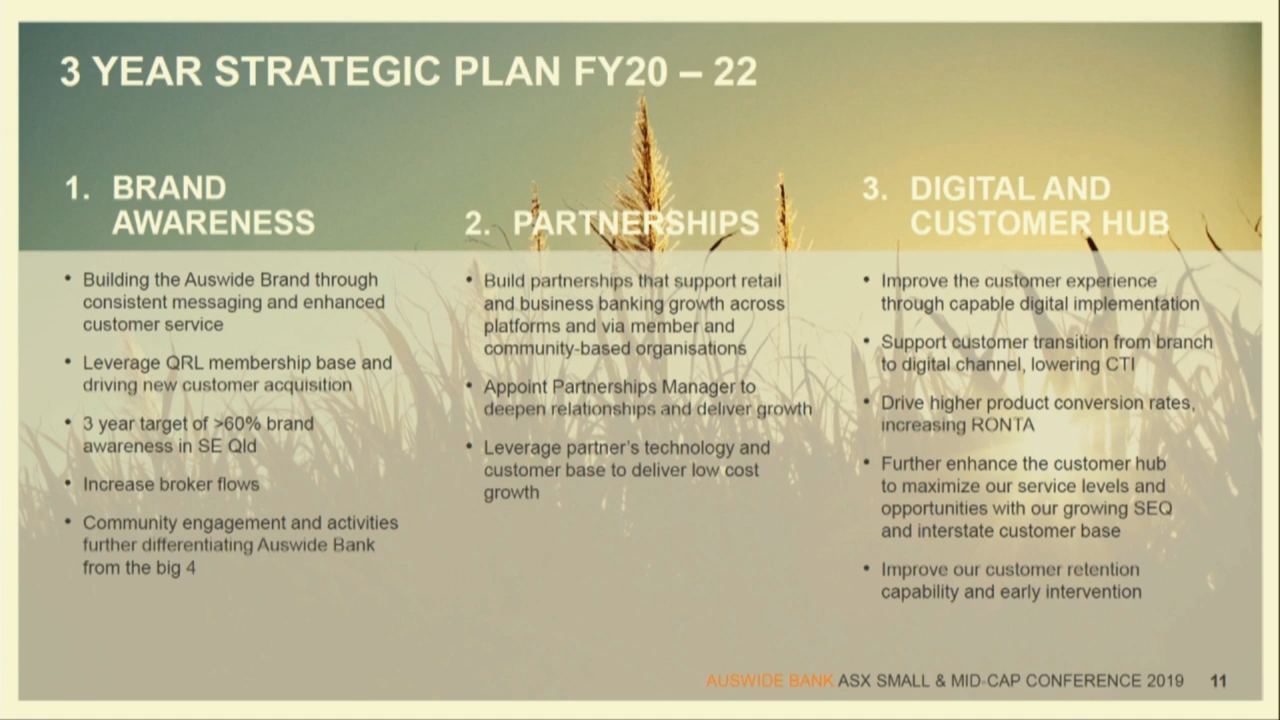 3 YEAR STRATEGIC PLAN FY20 – 22
1. BRAND
AWARENESS
• Building the Auswide Brand through
consistent messaging and enhanced
customer service
• Leverage QRL membership base and
driving new customer acquisition
• 3 year target of >60% brand
awareness in SE Qld
• Increase broker flows
• Community engagement and activities
further differentiating Auswide Bank
from the big 4
2. PARTNERSHIPS
• Build partnerships that support retail
and business banking growth across
platforms and via member and
community-based organisations
• Appoint Partnerships Manager to
deepen relationships and deliver growth
• Leverage partner's technology and
customer base to deliver low cost
growth
3. DIGITAL AND
CUSTOMER HUB
• Improve the customer experience
through capable digital implementation
• Support customer transition from branch
to digital channel, lowering CTI
• Drive higher product conversion rates,
increasing RONTA
• Further enhance the customer hub
to maximize our service levels and
opportunities with our growing SEQ
and interstate customer base
• Improve our customer retention
capability and early intervention
AUSWIDE BANK ASX SMALL & MID-CAP CONFERENCE 2019 11